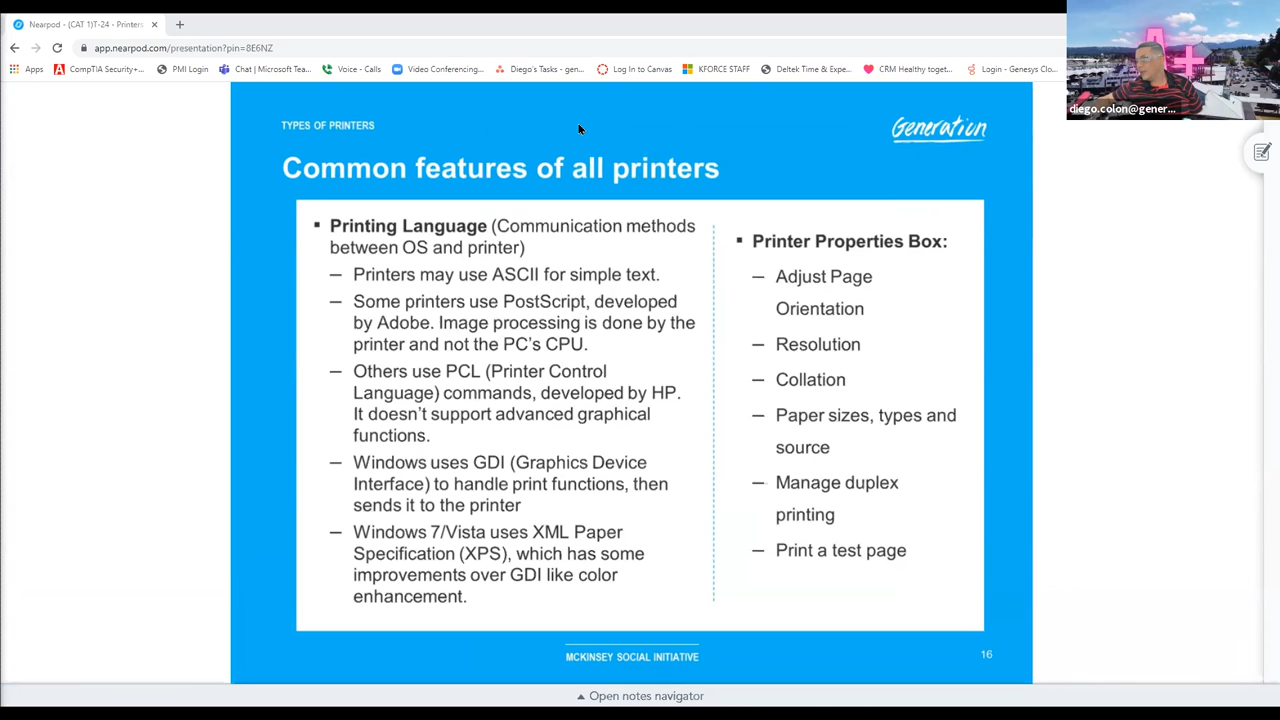 Nearpod - (CAT 1)T-24 - Printers
app.nearpod.com/presentation?pin=8E6NZ
Apps
CompTIA Security+...
PMI Login
Chat | Microsoft Tea...
Voice - Calls
Video Conferencing...
Diego's Tasks - gen...
Log In to Canvas
KFORCE STAFF
Deltek Time & Expe...
CRM Healthy toget...
Login - Genesys Clo...
A+
diego.colon@gener...
TYPES OF PRINTERS
Generation
Common features of all printers
▪ Printing Language (Communication methods
between OS and printer)
– Printers may use ASCII for simple text.
– Some printers use PostScript, developed
by Adobe. Image processing is done by the
printer and not the PC's CPU.
– Others use PCL (Printer Control
Language) commands, developed by HP.
It doesn't support advanced graphical
functions.
– Windows uses GDI (Graphics Device
Interface) to handle print functions, then
sends it to the printer
– Windows 7/Vista uses XML Paper
Specification (XPS), which has some
improvements over GDI like color
enhancement.
▪ Printer Properties Box:
– Adjust Page
Orientation
– Resolution
– Collation
– Paper sizes, types and
source
– Manage duplex
printing
– Print a test page
MCKINSEY SOCIAL INITIATIVE
16
Open notes navigator